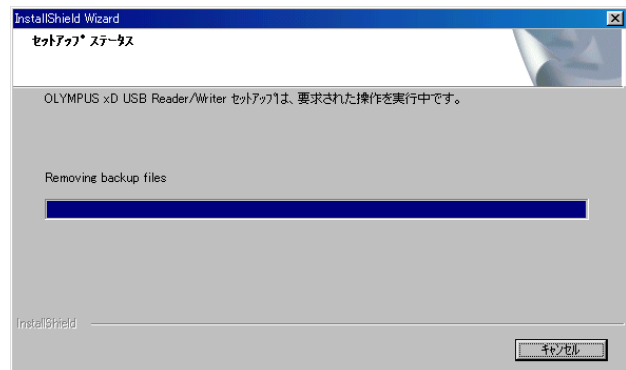 InstallShield Wizard
ｾｯﾄｱｯﾌﾟ ｽﾃｰﾀｽ
OLYMPUS xD USB Reader/Writer ｾｯﾄｱｯﾌﾟは、要求された操作を実行中です。
Removing backup files
InstallShield
ｷｬﾝｾﾙ